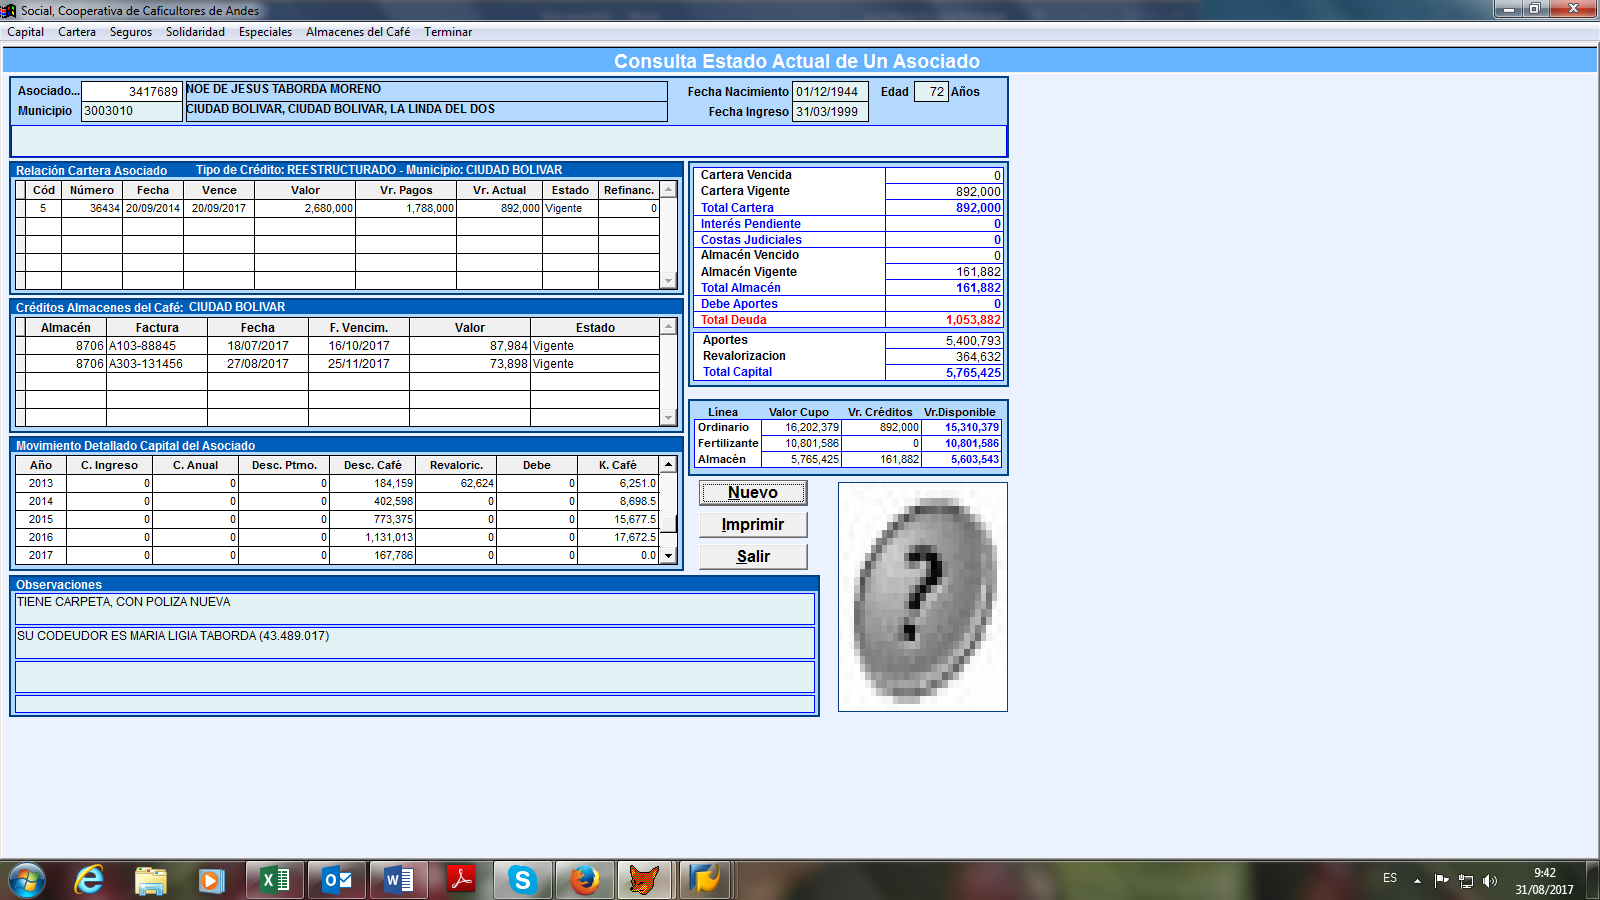 Social, Cooperativa de Caficultores de Andes
Capital Cartera Seguros Solidaridad Especiales Almacenes del Café Terminar
Consulta Estado Actual de Un Asociado
Asociado... 3417689 NOE DE JESUS TABORDA MORENO Fecha Nacimiento 01/12/1944 Edad 72 Años
Municipio 3003010 CIUDAD BOLIVAR, CIUDAD BOLIVAR, LA LINDA DEL DOS Fecha Ingreso 31/03/1999
Relación Cartera Asociado Tipo de Crédito: REESTRUCTURADO - Municipio: CIUDAD BOLIVAR
Cód Número Fecha Vence Valor Vr. Pagos Vr. Actual Estado Refinanc.
5 36434 20/09/2014 20/09/2017 2,680,000 1,788,000 892,000 Vigente 0
Cartera Vencida 0
Cartera Vigente 892,000
Total Cartera 892,000
Interés Pendiente 0
Costas Judiciales 0
Almacén Vencido 0
Almacén Vigente 161,882
Total Almacén 161,882
Debe Aportes 0
Total Deuda 1,053,882
Aportes 5,400,793
Revalorizacion 364,632
Total Capital 5,765,425
Créditos Almacenes del Café: CIUDAD BOLIVAR
Almacén Factura Fecha F. Vencim. Valor Estado
8706 A103-88845 18/07/2017 16/10/2017 87,984 Vigente
8706 A303-131456 27/08/2017 25/11/2017 73,898 Vigente
Línea Valor Cupo Vr. Créditos Vr.Disponible
Ordinario 16,202,379 892,000 15,310,379
Fertilizante 10,801,586 0 10,801,586
Almacén 5,765,425 161,882 5,603,543
Movimiento Detallado Capital del Asociado
Año C. Ingreso C. Anual Desc. Ptmo. Desc. Café Revaloric. Debe K. Café
2013 0 0 0 184,159 62,624 0 6,251.0
2014 0 0 0 402,598 0 0 8,698.5
2015 0 0 0 773,375 0 0 15,677.5
2016 0 0 0 1,131,013 0 0 17,672.5
2017 0 0 0 167,786 0 0 0.0
Nuevo
Imprimir
Salir
?
Observaciones
TIENE CARPETA, CON POLIZA NUEVA
SU CODEUDOR ES MARIA LIGIA TABORDA (43.489.017)
ES
9:42
31/08/2017